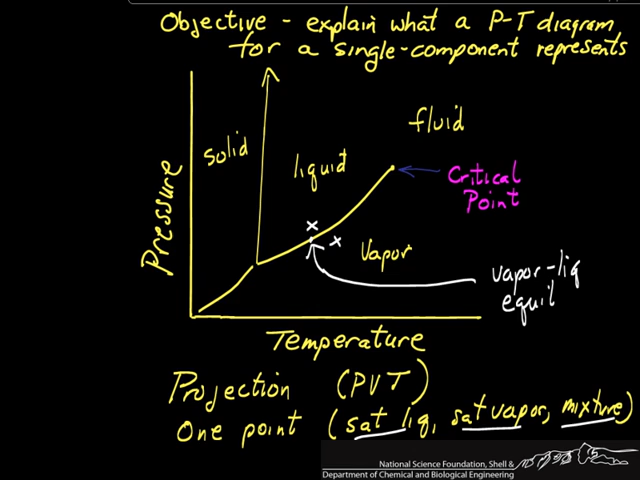 Objective - explain what a P-T diagram
for a single-component represents
fluid
solid
liquid
Critical
Point
Pressure
x
x
Vapor
vapor-liq
equil
Temperature
Projection (PVT)
One point (sat liq, sat vapor, mixture)
National Science Foundation, Shell &
Department of Chemical and Biological Engineering